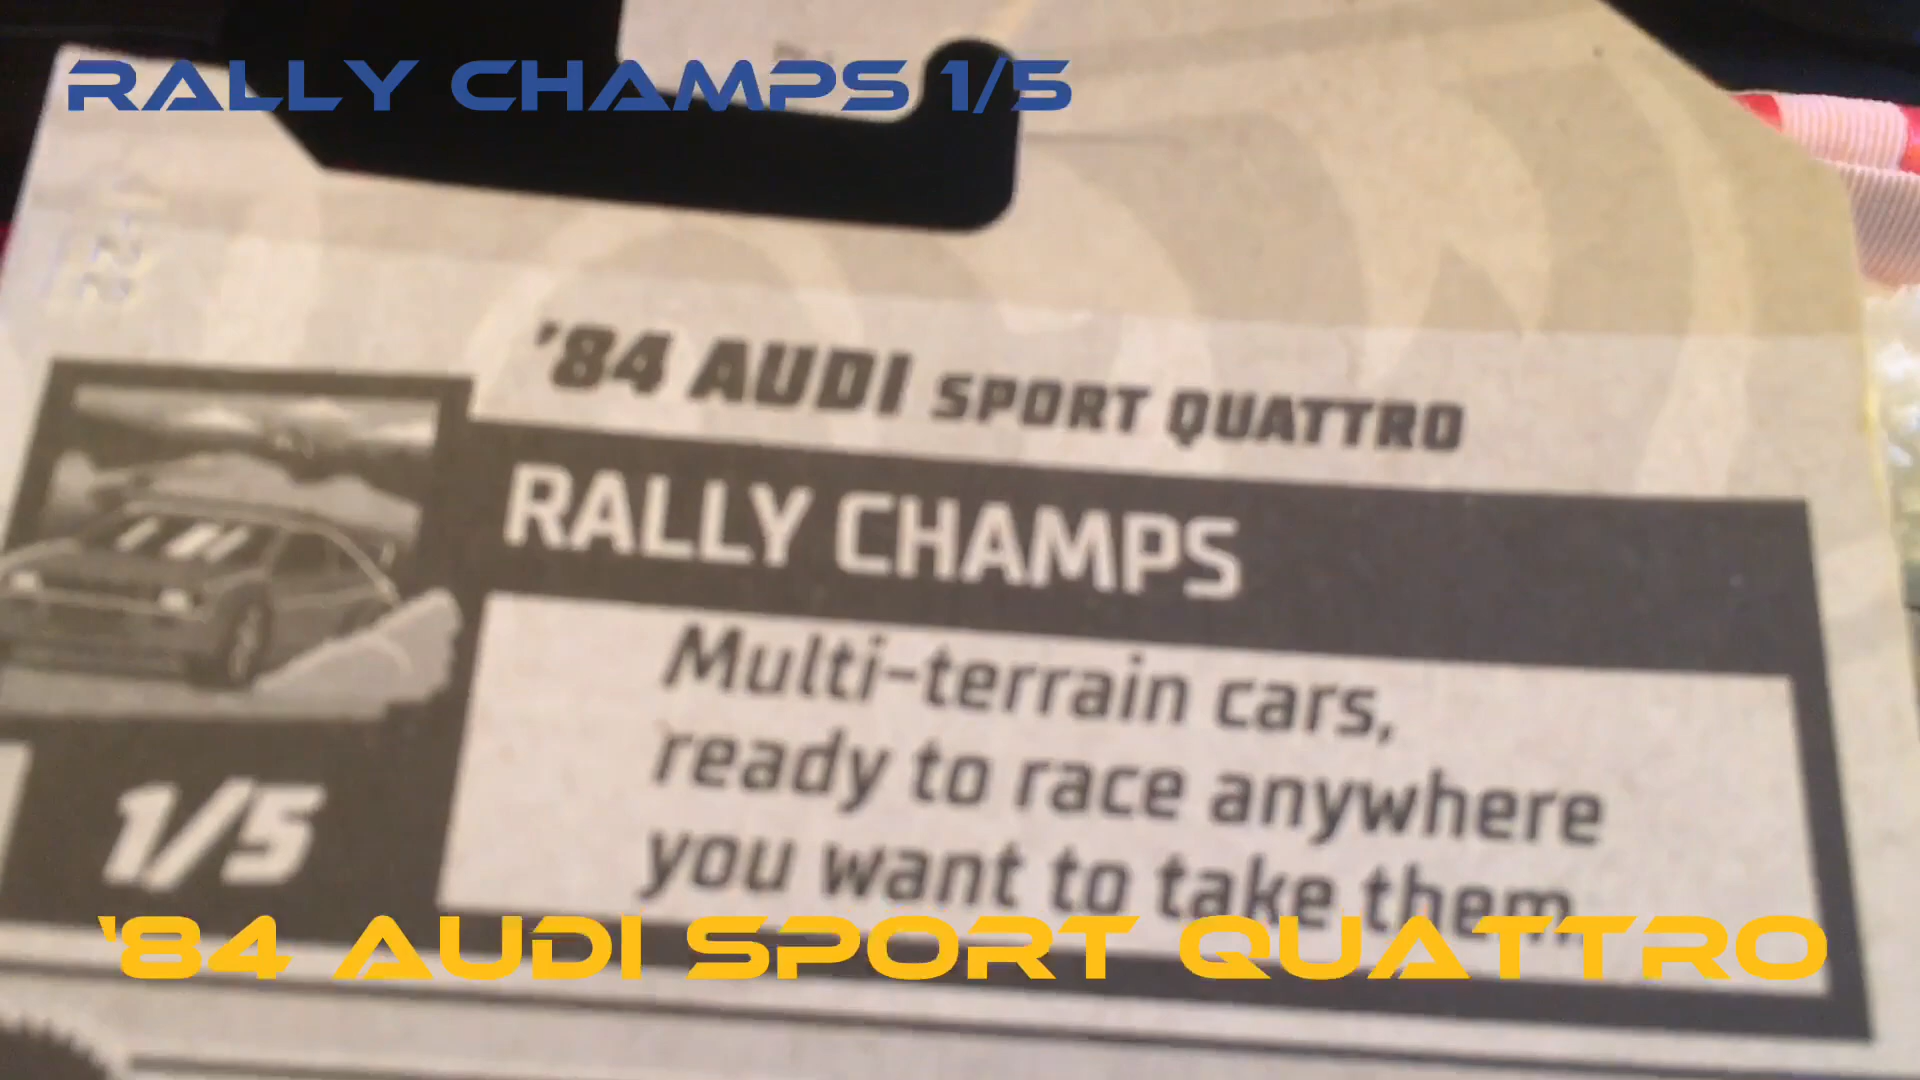 RALLY CHAMPS 1/5
'84 AUDI SPORT QUATTRO
RALLY CHAMPS
Multi-terrain cars,
ready to race anywhere
you want to take them.
1/5
'84 AUDI SPORT QUATTRO